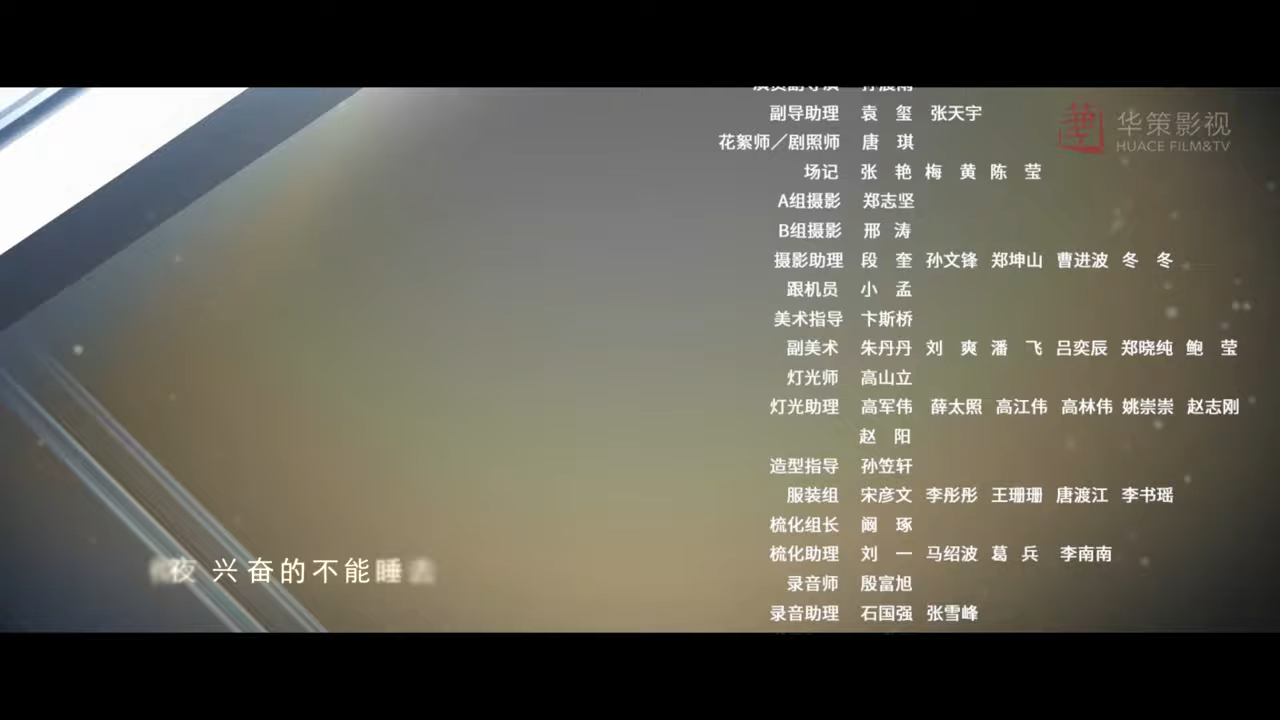 副导助理 袁 玺 张天宇
花絮师／剧照师 唐 琪
场记 张 艳 梅 黄 陈 莹
A组摄影 郑志坚
B组摄影 邢 涛
摄影助理 段 奎 孙文锋 郑坤山 曹进波 冬 冬
跟机员 小 孟
美术指导 卞斯桥
副美术 朱丹丹 刘 爽 潘 飞 吕奕辰 郑晓纯 鲍 莹
灯光师 高山立
灯光助理 高军伟 薛太照 高江伟 高林伟 姚崇崇 赵志刚
赵 阳
造型指导 孙笠轩
服装组 宋彦文 李彤彤 王珊珊 唐渡江 李书瑶
梳化组长 阚 琢
梳化助理 刘 一 马绍波 葛 兵 李南南
录音师 殷富旭
录音助理 石国强 张雪峰
华策影视
HUACE FILM&TV
夜 兴奋的不能睡去